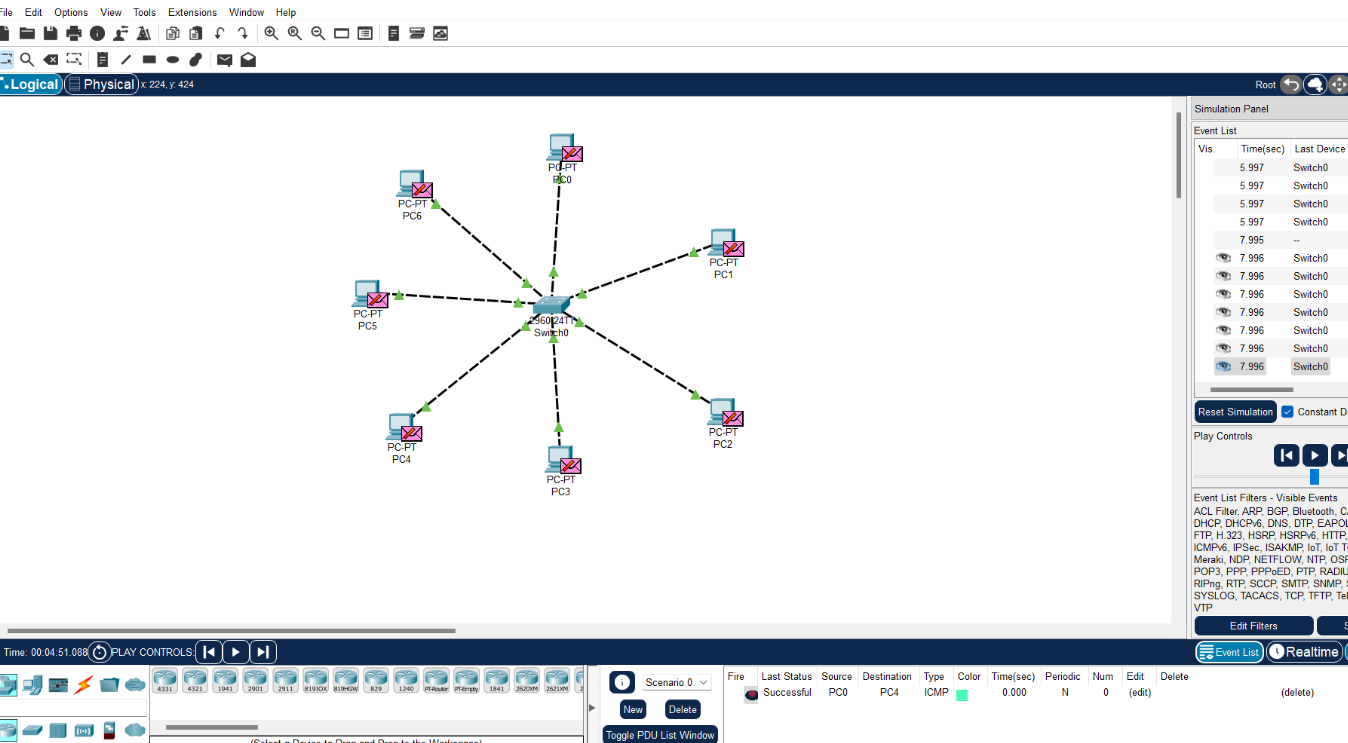 File Edit Options View Tools Extensions Window Help
Logical Physical x: 224, y: 424 Root
Simulation Panel
Event List
Vis. Time(sec) Last Device
5.997 Switch0
5.997 Switch0
5.997 Switch0
5.997 Switch0
7.995 --
7.996 Switch0
7.996 Switch0
7.996 Switch0
7.996 Switch0
7.996 Switch0
7.996 Switch0
7.996 Switch0
Reset Simulation Constant De
Play Controls
Event List Filters - Visible Events
ACL Filter, ARP, BGP, Bluetooth, CA
DHCP, DHCPv6, DNS, DTP, EAPOL
FTP, H.323, HSRP, HSRPv6, HTTP,
ICMPv6, IPSec, ISAKMP, IoT, IoT TC
Meraki, NDP, NETFLOW, NTP, OSP
POP3, PPP, PPPoED, PTP, RADIU
RIPng, RTP, SCCP, SMTP, SNMP, S
SYSLOG, TACACS, TCP, TFTP, Tel
VTP
Edit Filters S
PC-PT
PC0
PC-PT
PC6
PC-PT
PC1
PC-PT
PC5
2960-24TT
Switch0
PC-PT
PC4
PC-PT
PC2
PC-PT
PC3
Time: 00:04:51.088 PLAY CONTROLS: Event List Realtime
4331 4321 1941 2901 2911 819IOX 819HGW 829 1240 PT-Router PT-Empty 1841 2620XM 2621XM 2
(Select a Device to Drag and Drop to the Workspace)
Scenario 0
New Delete
Toggle PDU List Window
Fire Last Status Source Destination Type Color Time(sec) Periodic Num Edit Delete
Successful PC0 PC4 ICMP 0.000 N 0 (edit) (delete)